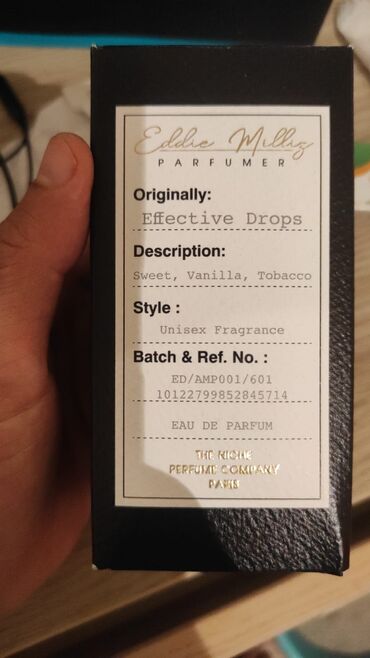 Eddie Milliz
PARFUMER
Originally:
Effective Drops
Description:
Sweet, Vanilla, Tobacco
Style :
Unisex Fragrance
Batch & Ref. No. :
ED/AMP001/601
10122799852845714
EAU DE PARFUM
THE NICHE
PERFUME COMPANY
PARIS